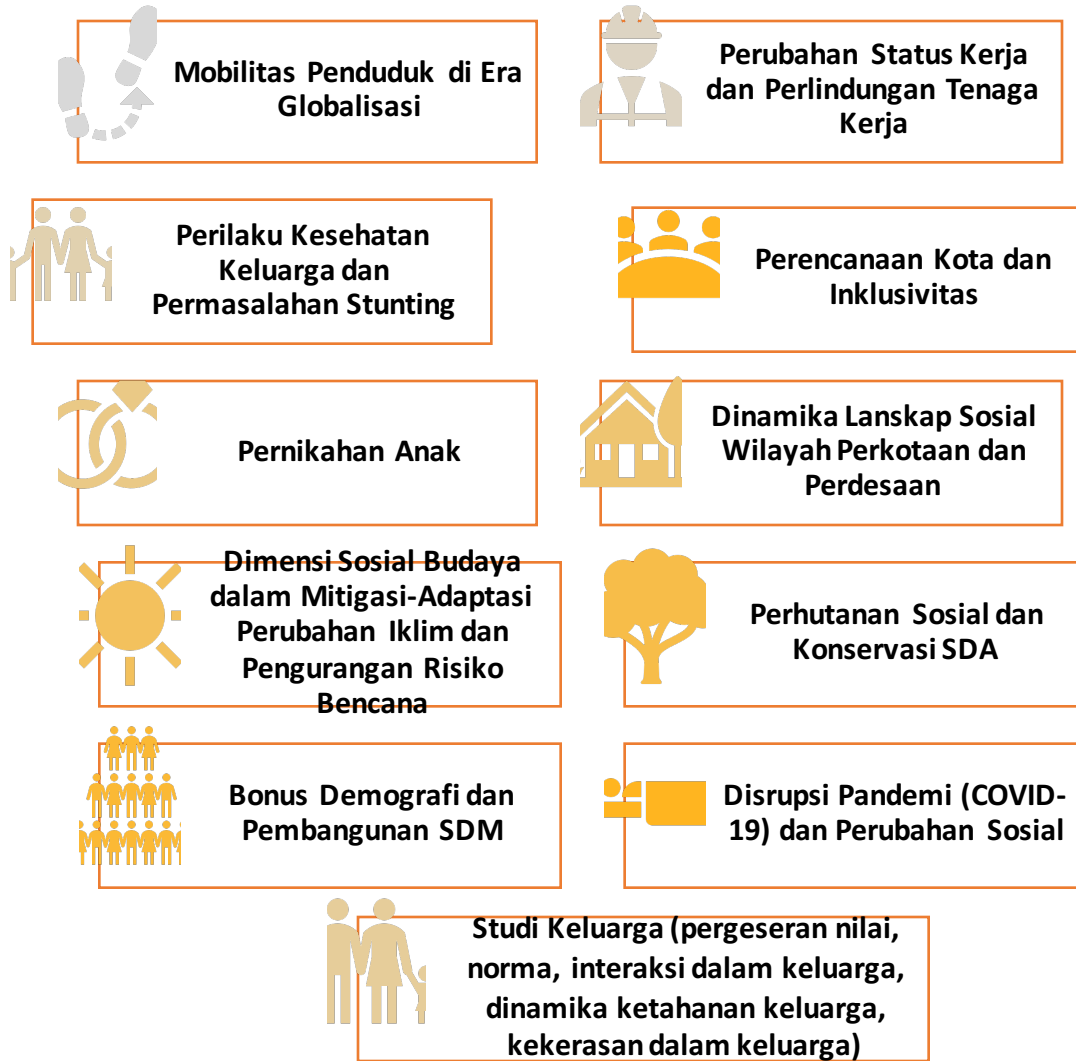 Mobilitas Penduduk di Era
Globalisasi
Perubahan Status Kerja
dan Perlindungan Tenaga
Kerja
Perilaku Kesehatan
Keluarga dan
Permasalahan Stunting
Perencanaan Kota dan
Inklusivitas
Pernikahan Anak
Dinamika Lanskap Sosial
Wilayah Perkotaan dan
Perdesaan
Dimensi Sosial Budaya
dalam Mitigasi-Adaptasi
Perubahan Iklim dan
Pengurangan Risiko
Bencana
Perhutanan Sosial dan
Konservasi SDA
Bonus Demografi dan
Pembangunan SDM
Disrupsi Pandemi (COVID-
19) dan Perubahan Sosial
Studi Keluarga (pergeseran nilai,
norma, interaksi dalam keluarga,
dinamika ketahanan keluarga,
kekerasan dalam keluarga)